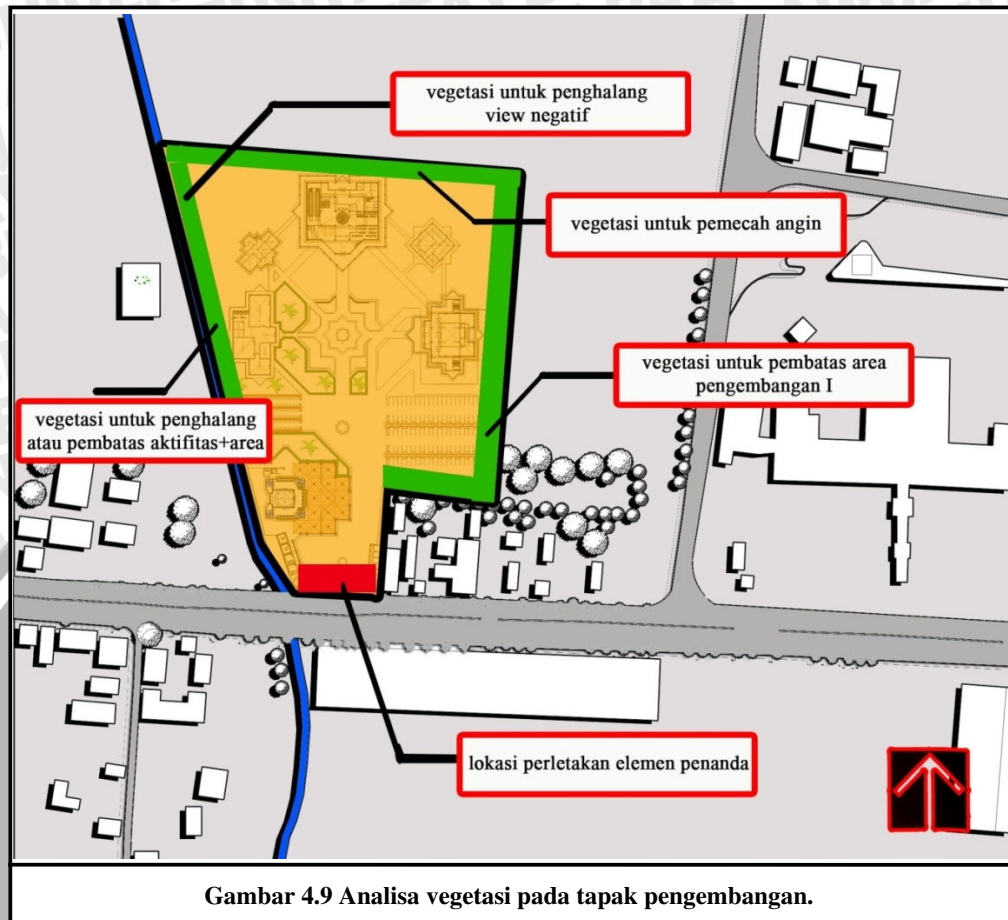 vegetasi untuk penghalang
view negatif
vegetasi untuk pemecah angin
vegetasi untuk pembatas area
pengembangan I
vegetasi untuk penghalang
atau pembatas aktifitas+area
lokasi perletakan elemen penanda
Gambar 4.9 Analisa vegetasi pada tapak pengembangan.